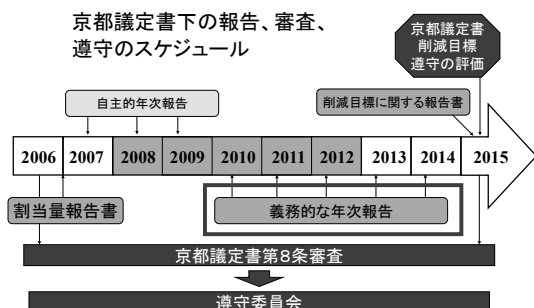 京都議定書下の報告、審査、
遵守のスケジュール
京都議定書
削減目標
遵守の評価
自主的年次報告
削減目標に関する報告書
2006 2007 2008 2009 2010 2011 2012 2013 2014 2015
割当量報告書
義務的な年次報告
京都議定書第8条審査
遵守委員会